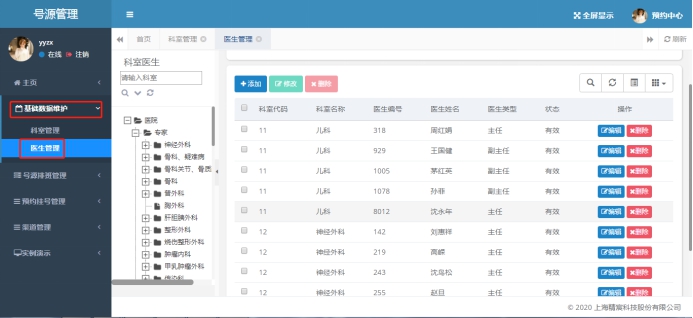 号源管理
全屏显示
预约中心
yyzx
在线 注销
首页
科室管理
医生管理
刷新
主页
基础数据维护
科室管理
医生管理
号源排班管理
预约挂号管理
渠道管理
实例演示
科室医生
请输入科室
医院
专家
神经外科
骨科、疑难病
骨科关节、骨质
骨科
普外科
胸外科
肝胆胰外科
整形外科
烧伤整形外科
肿瘤内科
甲乳肿瘤外科
添加 修改 删除
科室代码 科室名称 医生编号 医生姓名 医生类型 状态 操作
11 儿科 318 周红娟 主任 有效 编辑 删除
11 儿科 929 王国健 副主任 有效 编辑 删除
11 儿科 1005 茅红英 副主任 有效 编辑 删除
11 儿科 1078 孙菲 副主任 有效 编辑 删除
11 儿科 8012 沈永年 主任 有效 编辑 删除
12 神经外科 142 刘惠祥 主任 有效 编辑 删除
12 神经外科 219 高嵘 主任 有效 编辑 删除
12 神经外科 243 沈鸟松 主任 有效 编辑 删除
12 神经外科 255 赵旦 主任 有效 编辑 删除
© 2020 上海精宸科技股份有限公司